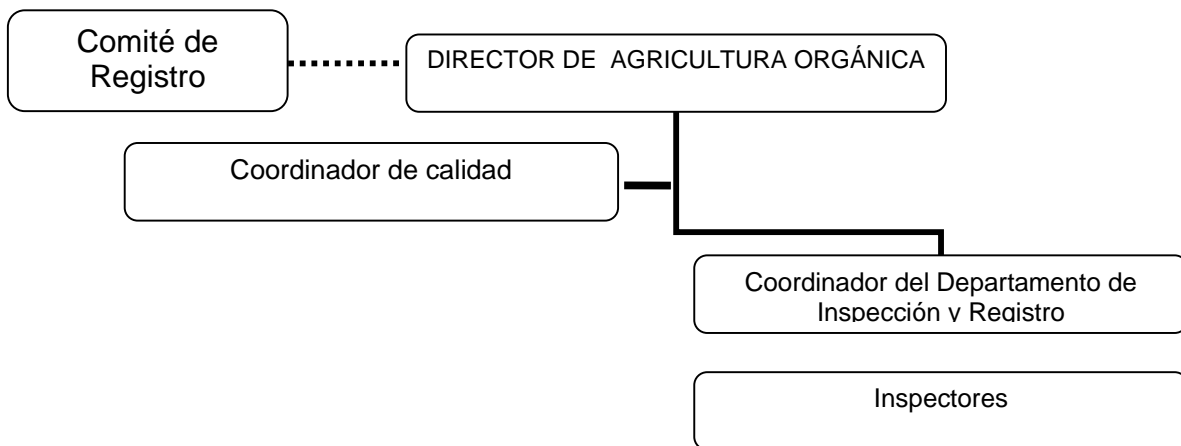 Comité de
Registro
DIRECTOR DE AGRICULTURA ORGÁNICA
Coordinador de calidad
Coordinador del Departamento de
Inspección y Registro
Inspectores